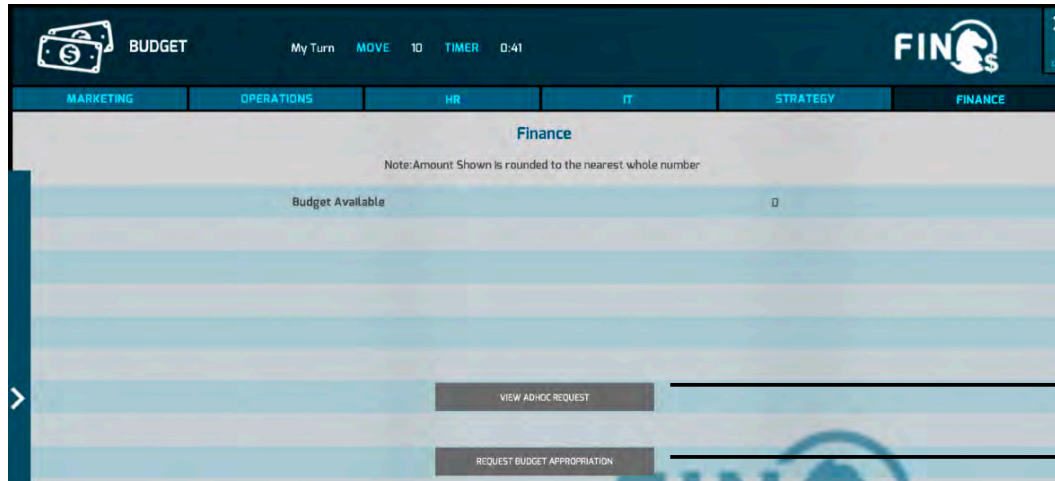 BUDGET My Turn MOVE 10 TIMER 0:41 FIN$
MARKETING OPERATIONS HR IT STRATEGY FINANCE
Finance
Note:Amount Shown is rounded to the nearest whole number
Budget Available 0
VIEW ADHOC REQUEST
REQUEST BUDGET APPROPRIATION